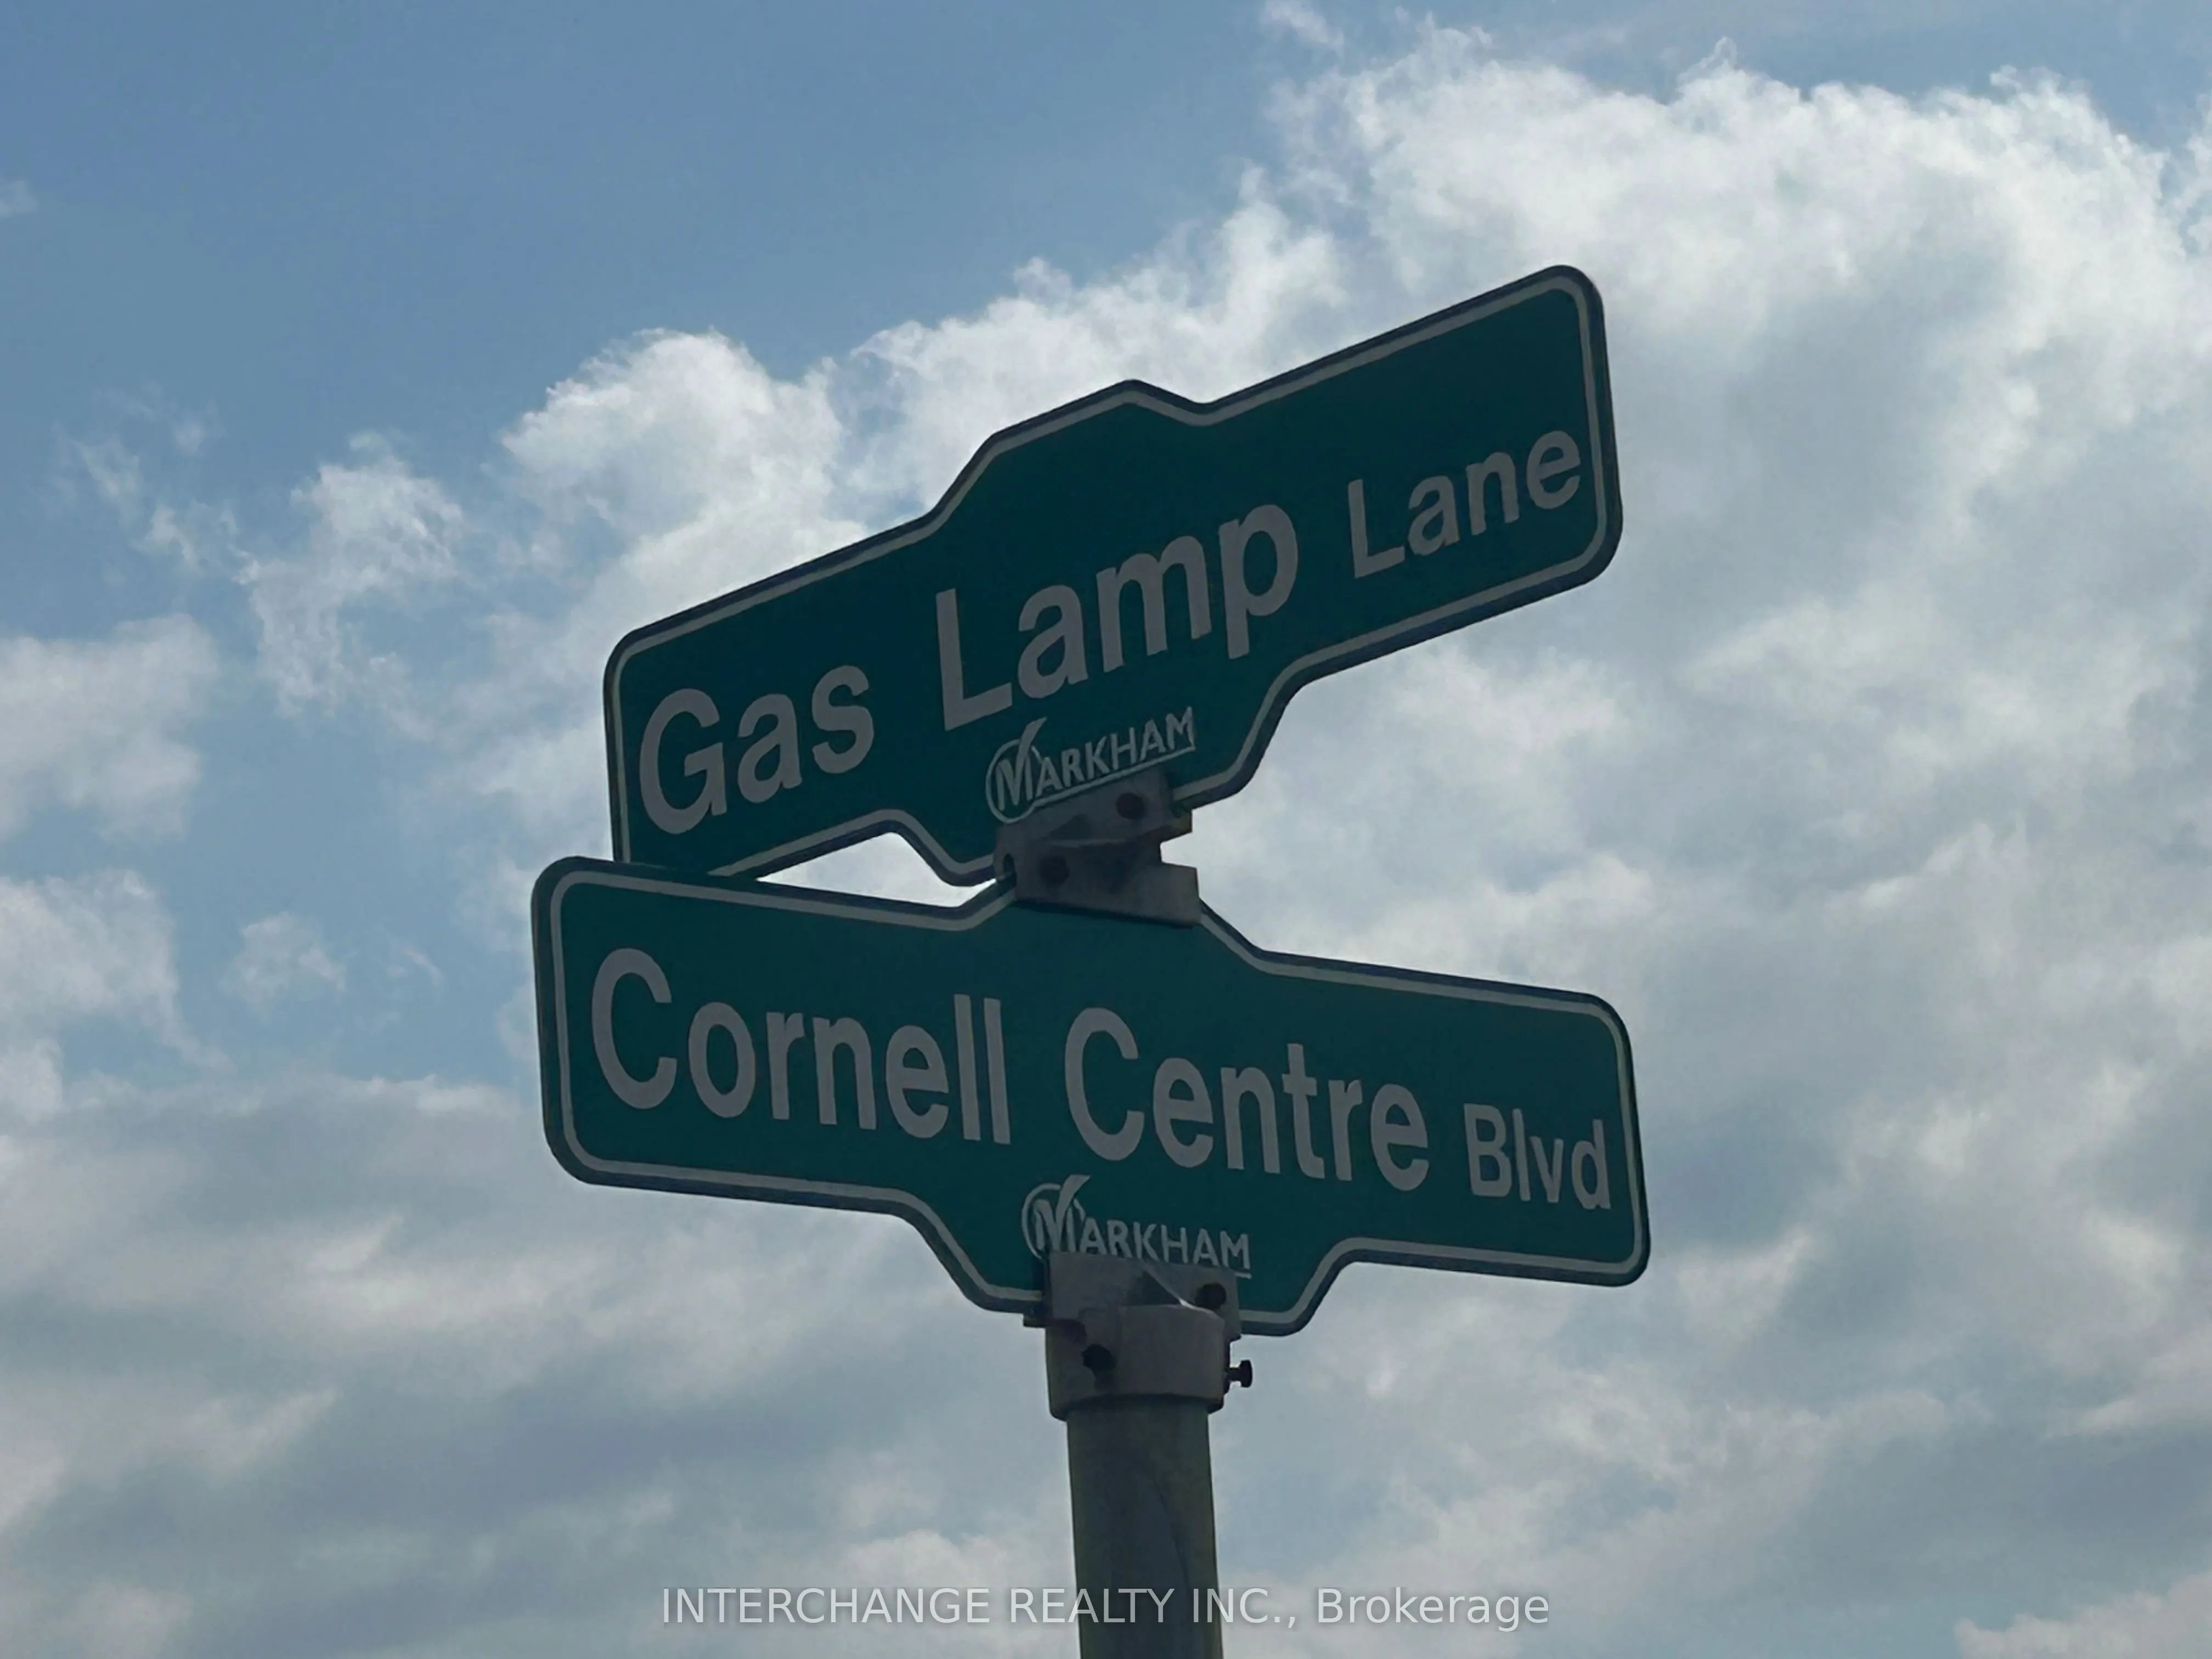 Gas Lamp Lane
MARKHAM
Cornell Centre Blvd
MARKHAM
INTERCHANGE REALTY INC., Brokerage